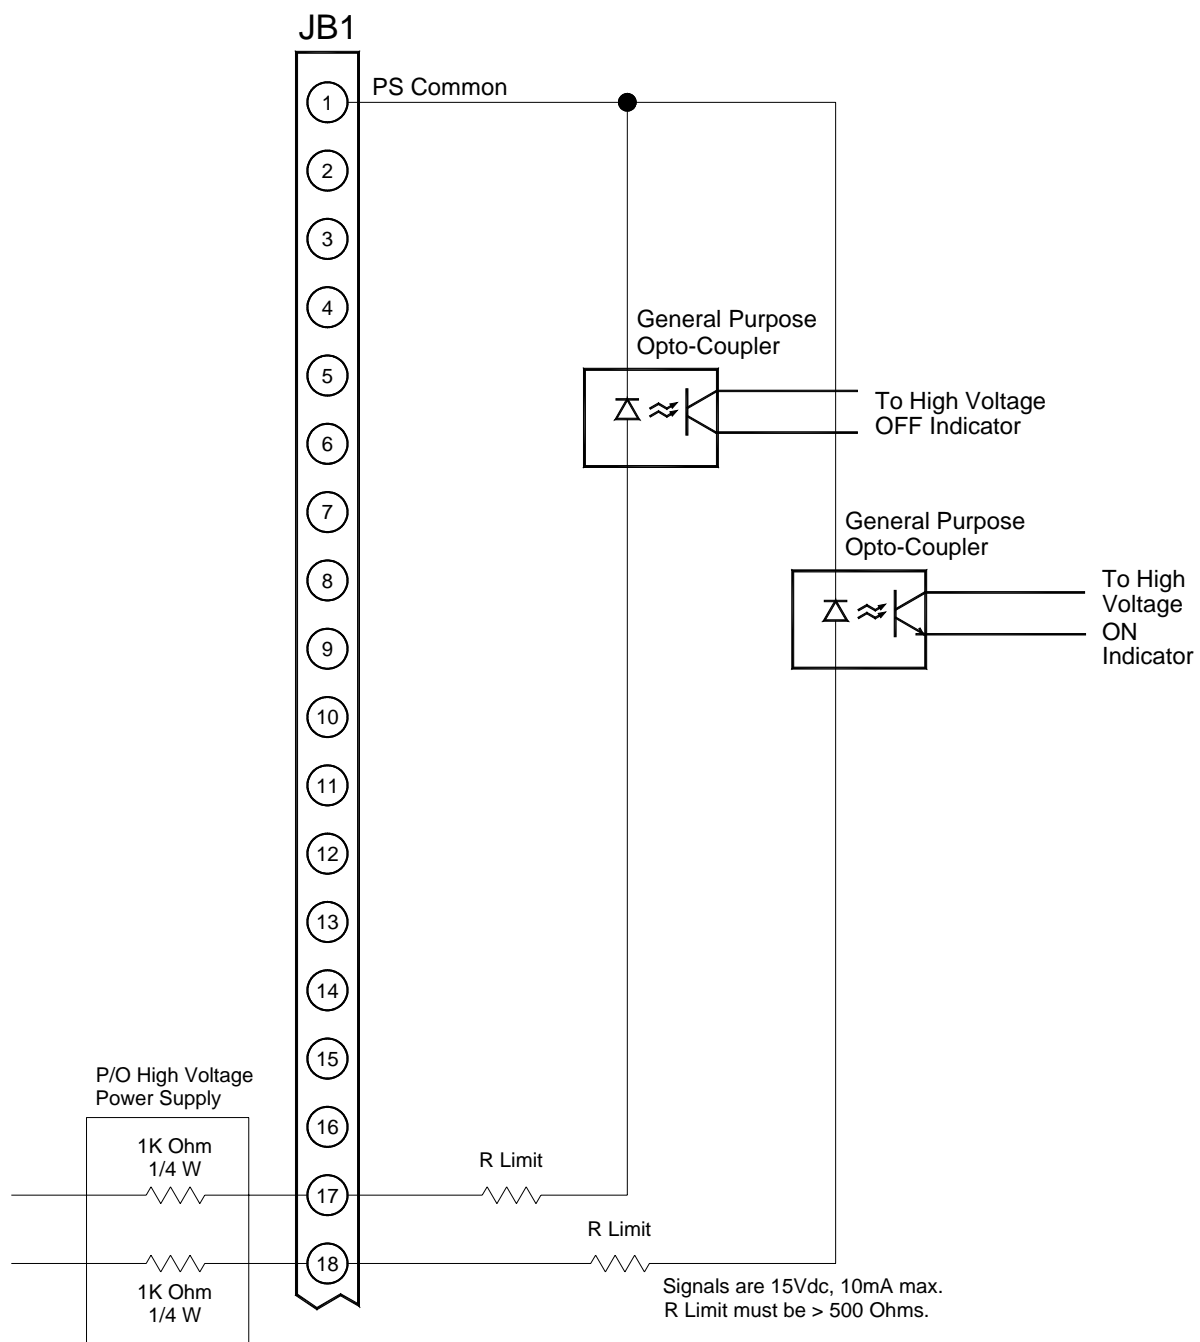 JB1
1
PS Common
2
3
4
General Purpose
Opto-Coupler
5
To High Voltage
OFF Indicator
6
7
General Purpose
Opto-Coupler
8
To High
Voltage
ON
Indicator
9
10
11
12
13
14
15
P/O High Voltage
Power Supply
16
1K Ohm
1/4 W
R Limit
17
R Limit
18
1K Ohm
1/4 W
Signals are 15Vdc, 10mA max.
R Limit must be > 500 Ohms.